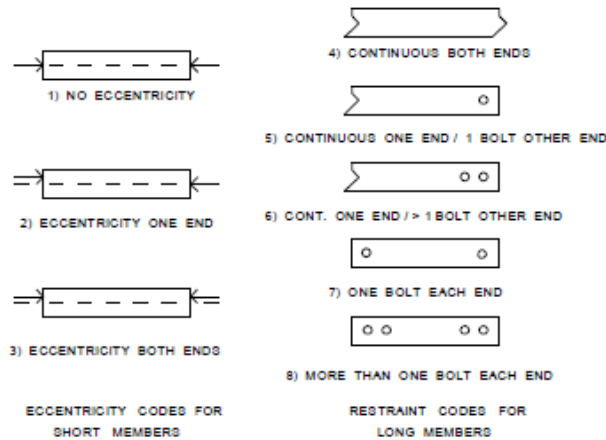 1) NO ECCENTRICITY
2) ECCENTRICITY ONE END
3) ECCENTRICITY BOTH ENDS
ECCENTRICITY CODES FOR
SHORT MEMBERS
4) CONTINUOUS BOTH ENDS
5) CONTINUOUS ONE END / 1 BOLT OTHER END
6) CONT. ONE END / > 1 BOLT OTHER END
7) ONE BOLT EACH END
8) MORE THAN ONE BOLT EACH END
RESTRAINT CODES FOR
LONG MEMBERS